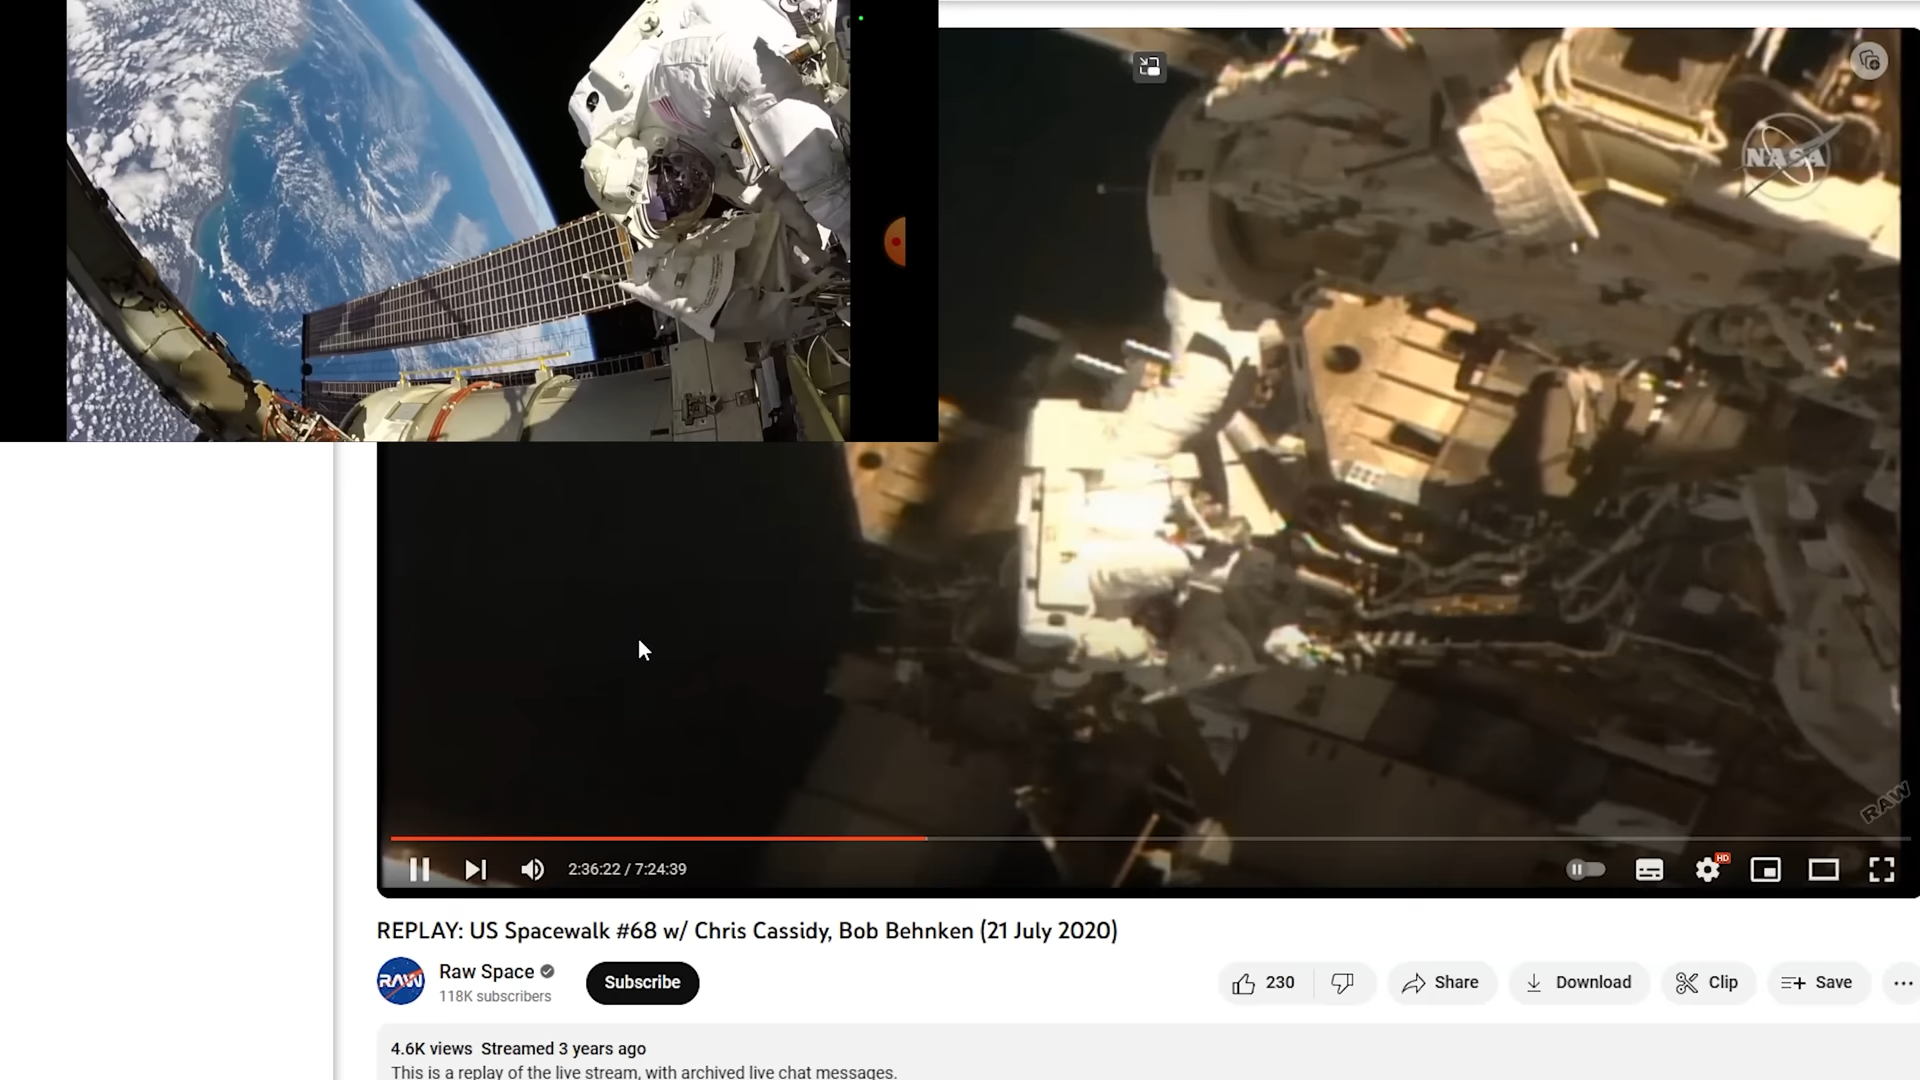 NASA
RAW
HD
2:36:22 / 7:24:39
REPLAY: US Spacewalk #68 w/ Chris Cassidy, Bob Behnken (21 July 2020)
RAW
Raw Space
118K subscribers
Subscribe
230
Share
Download
Clip
Save
4.6K views Streamed 3 years ago
This is a replay of the live stream, with archived live chat messages.